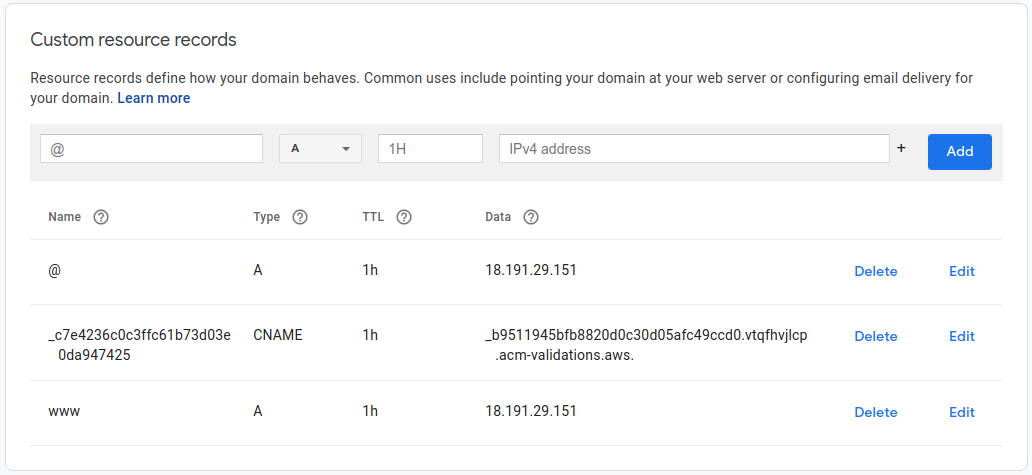 Custom resource records
Resource records define how your domain behaves. Common uses include pointing your domain at your web server or configuring email delivery for
your domain. Learn more
@ A 1H IPv4 address + Add
Name ? Type ? TTL ? Data ?
@ A 1h 18.191.29.151 Delete Edit
_c7e4236c0c3ffc61b73d03e CNAME 1h _b9511945bfb8820d0c30d05afc49ccd0.vtqfhvjlcp Delete Edit
0da947425 .acm-validations.aws.
www A 1h 18.191.29.151 Delete Edit